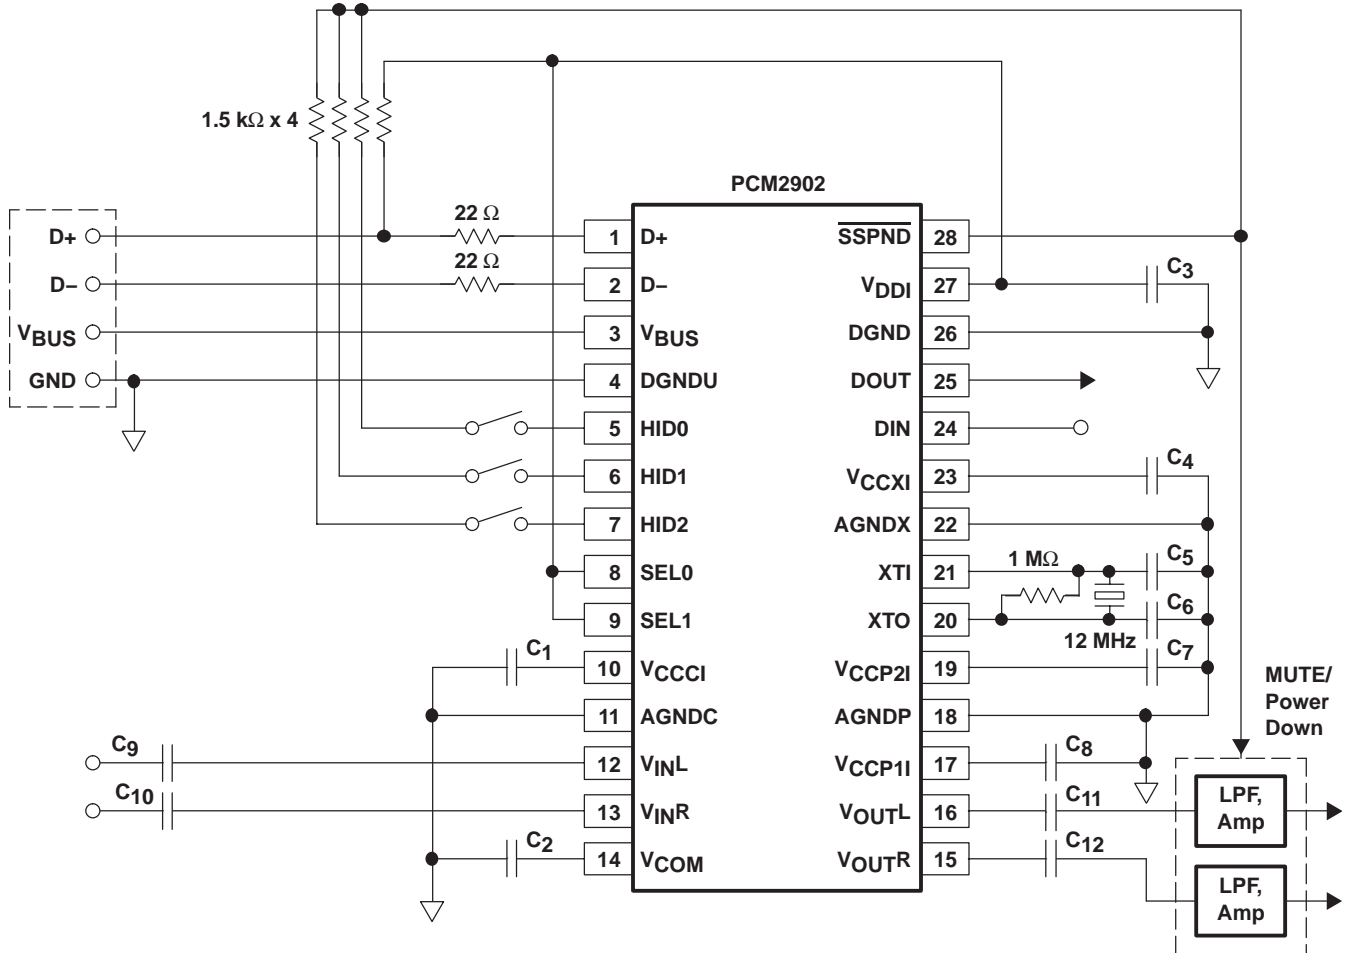 1.5 kΩ x 4
PCM2902
D+
D–
VBUS
GND
22 Ω
22 Ω
1 D+
2 D–
3 VBUS
4 DGNDU
5 HID0
6 HID1
7 HID2
8 SEL0
9 SEL1
10 VCCCI
11 AGNDC
12 VINL
13 VINR
14 VCOM
SSPND 28
VDDI 27
DGND 26
DOUT 25
DIN 24
VCCXI 23
AGNDX 22
XTI 21
XTO 20
VCCP2I 19
AGNDP 18
VCCP1I 17
VOUTL 16
VOUTR 15
C1
C9
C10
C2
C3
C4
1 MΩ
C5
C6
12 MHz
C7
C8
C11
C12
MUTE/
Power
Down
LPF,
Amp
LPF,
Amp